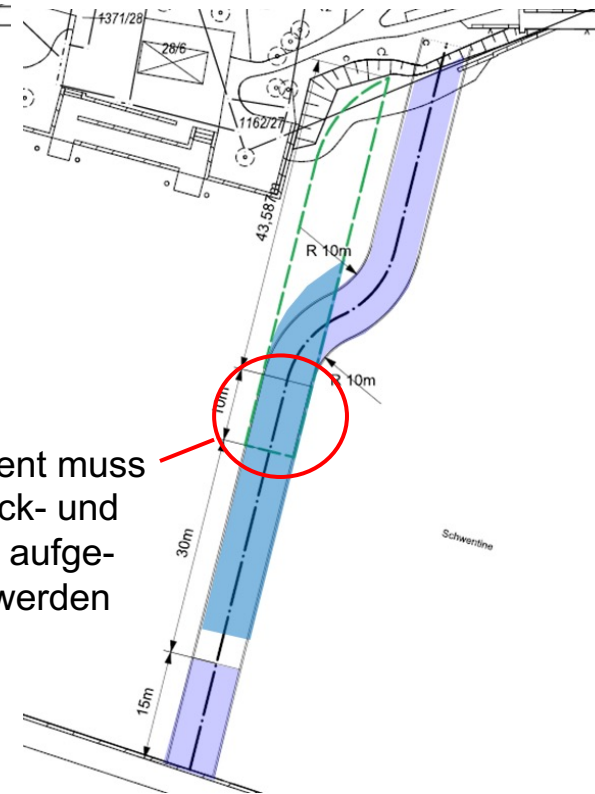 1371/28
28/6
1162/27
43,587m
R 10m
R 10m
10m
ent muss
ck- und
aufge-
werden
30m
Schwentine
15m